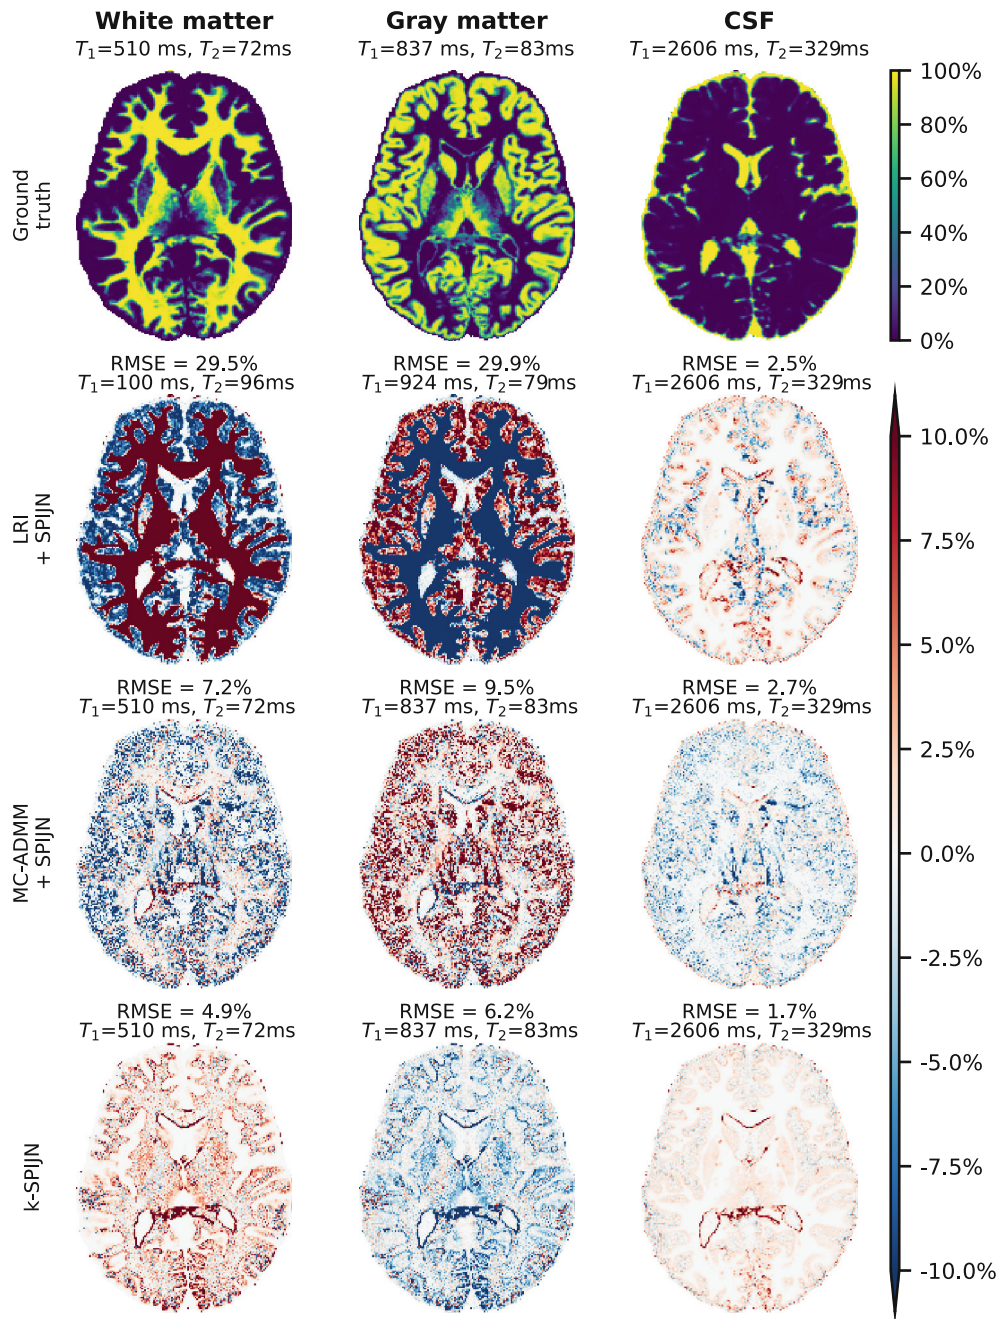 White matter
Gray matter
CSF
T1=510 ms, T2=72ms
T1=837 ms, T2=83ms
T1=2606 ms, T2=329ms
Ground
truth
100%
80%
60%
40%
20%
0%
RMSE = 29.5%
T1=100 ms, T2=96ms
RMSE = 29.9%
T1=924 ms, T2=79ms
RMSE = 2.5%
T1=2606 ms, T2=329ms
LRI
+ SPIJN
RMSE = 7.2%
T1=510 ms, T2=72ms
RMSE = 9.5%
T1=837 ms, T2=83ms
RMSE = 2.7%
T1=2606 ms, T2=329ms
MC-ADMM
+ SPIJN
RMSE = 4.9%
T1=510 ms, T2=72ms
RMSE = 6.2%
T1=837 ms, T2=83ms
RMSE = 1.7%
T1=2606 ms, T2=329ms
k-SPIJN
10.0%
7.5%
5.0%
2.5%
0.0%
-2.5%
-5.0%
-7.5%
-10.0%